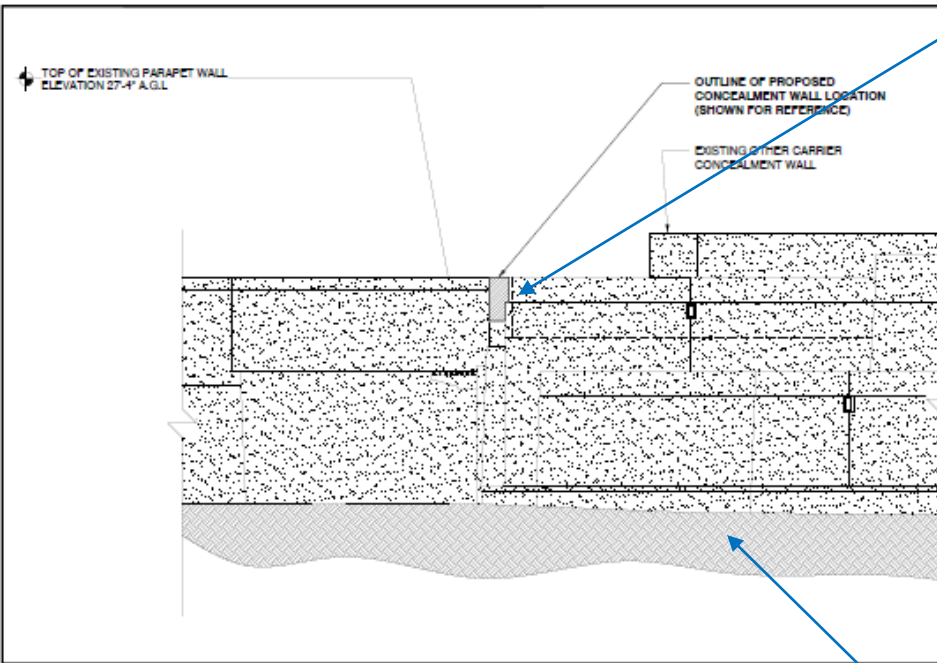 TOP OF EXISTING PARAPET WALL
ELEVATION 27'-4" A.G.L
OUTLINE OF PROPOSED
CONCEALMENT WALL LOCATION
(SHOWN FOR REFERENCE)
EXISTING OTHER CARRIER
CONCEALMENT WALL